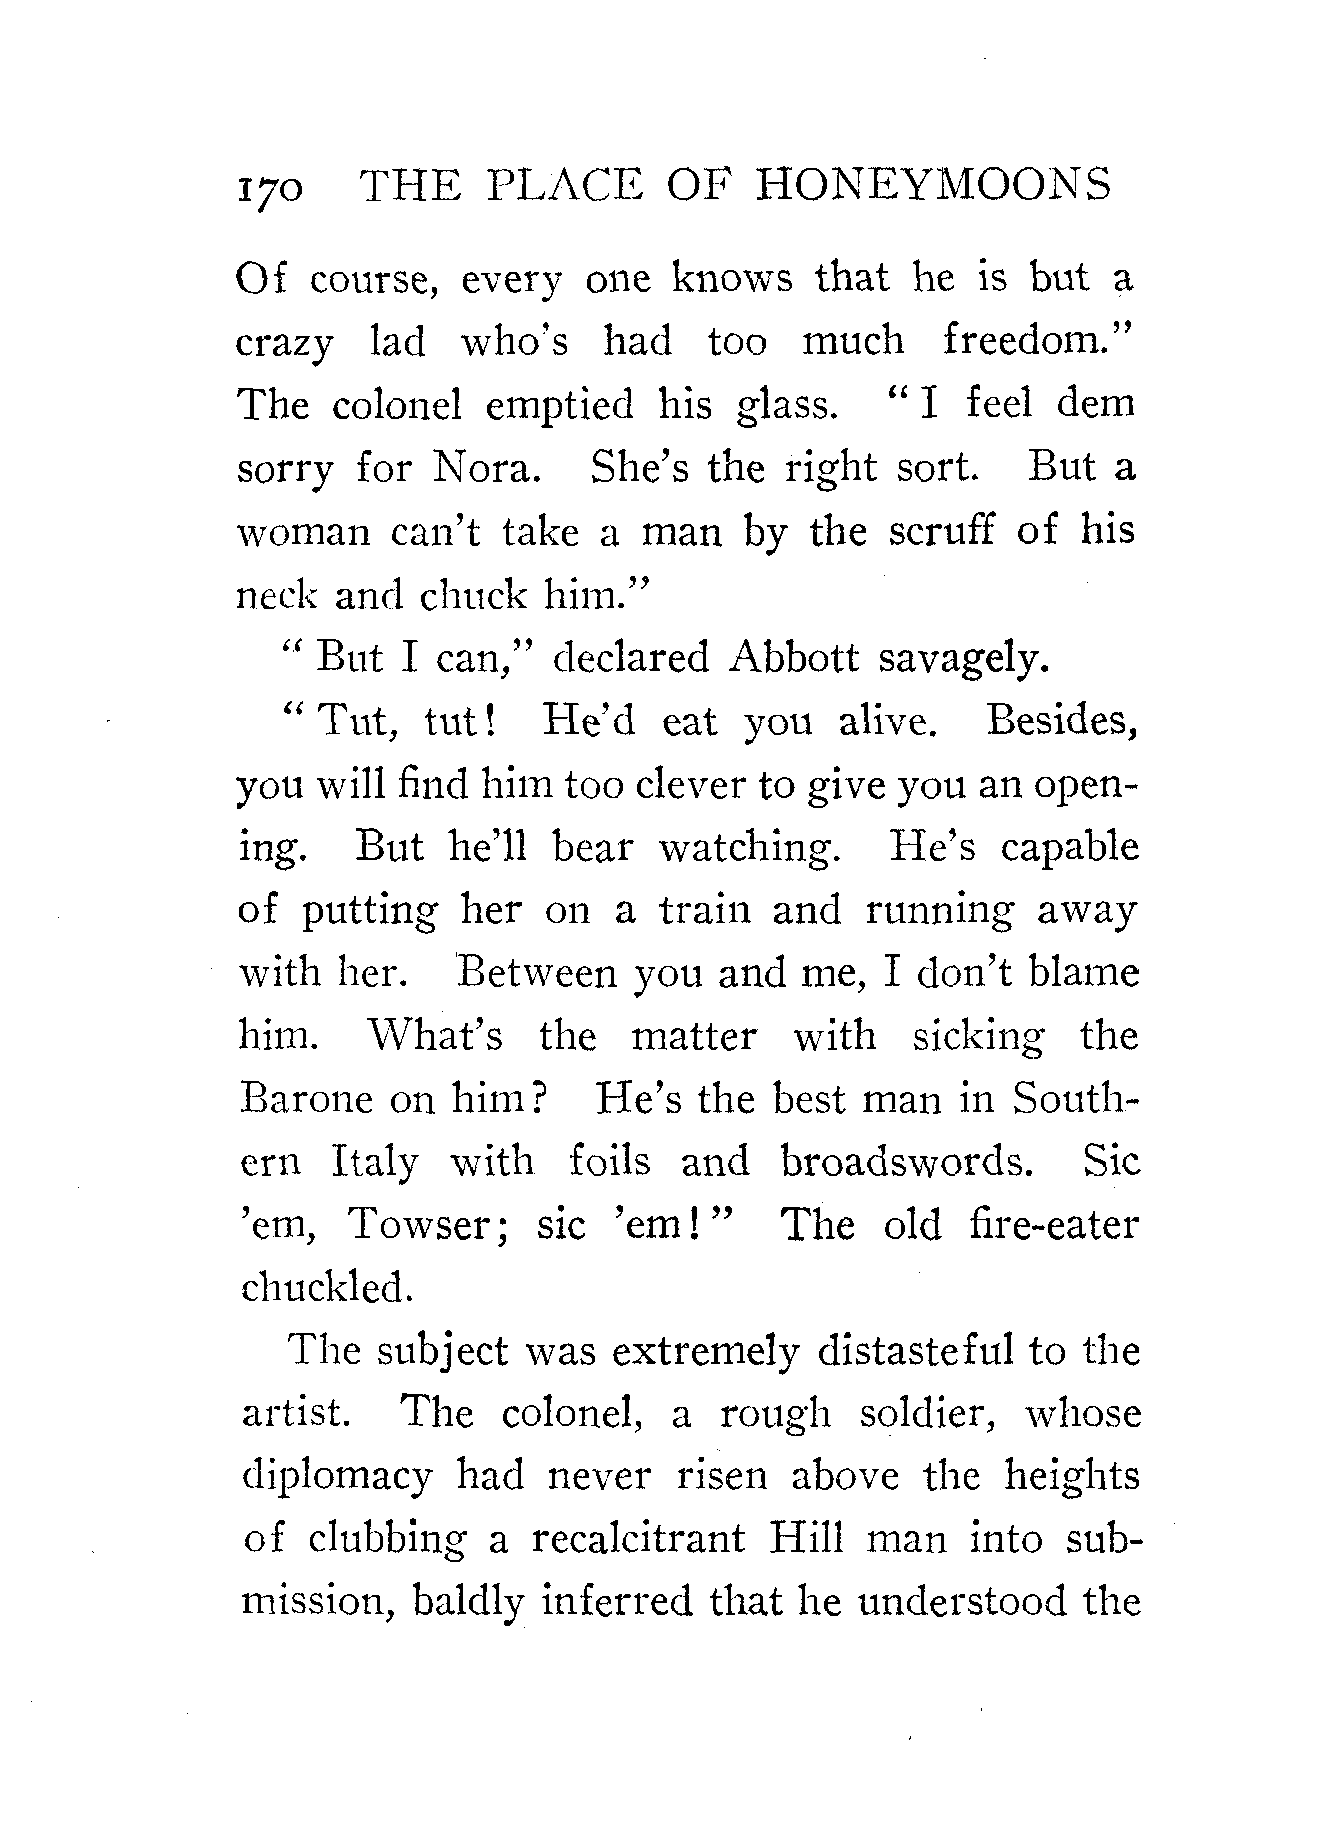 170 THE PLACE OF HONEYMOONS
Of course, every one knows that he is but a
crazy lad who's had too much freedom."
The colonel emptied his glass. "I feel dem
sorry for Nora. She's the right sort. But a
woman can't take a man by the scruff of his
neck and chuck him."
"But I can," declared Abbott savagely.
"Tut, tut! He'd eat you alive. Besides,
you will find him too clever to give you an open-
ing. But he'll bear watching. He's capable
of putting her on a train and running away
with her. Between you and me, I don't blame
him. What's the matter with sicking the
Barone on him? He's the best man in South-
ern Italy with foils and broadswords. Sic
'em, Towser; sic 'em!" The old fire-eater
chuckled.
The subject was extremely distasteful to the
artist. The colonel, a rough soldier, whose
diplomacy had never risen above the heights
of clubbing a recalcitrant Hill man into sub-
mission, baldly inferred that he understood the